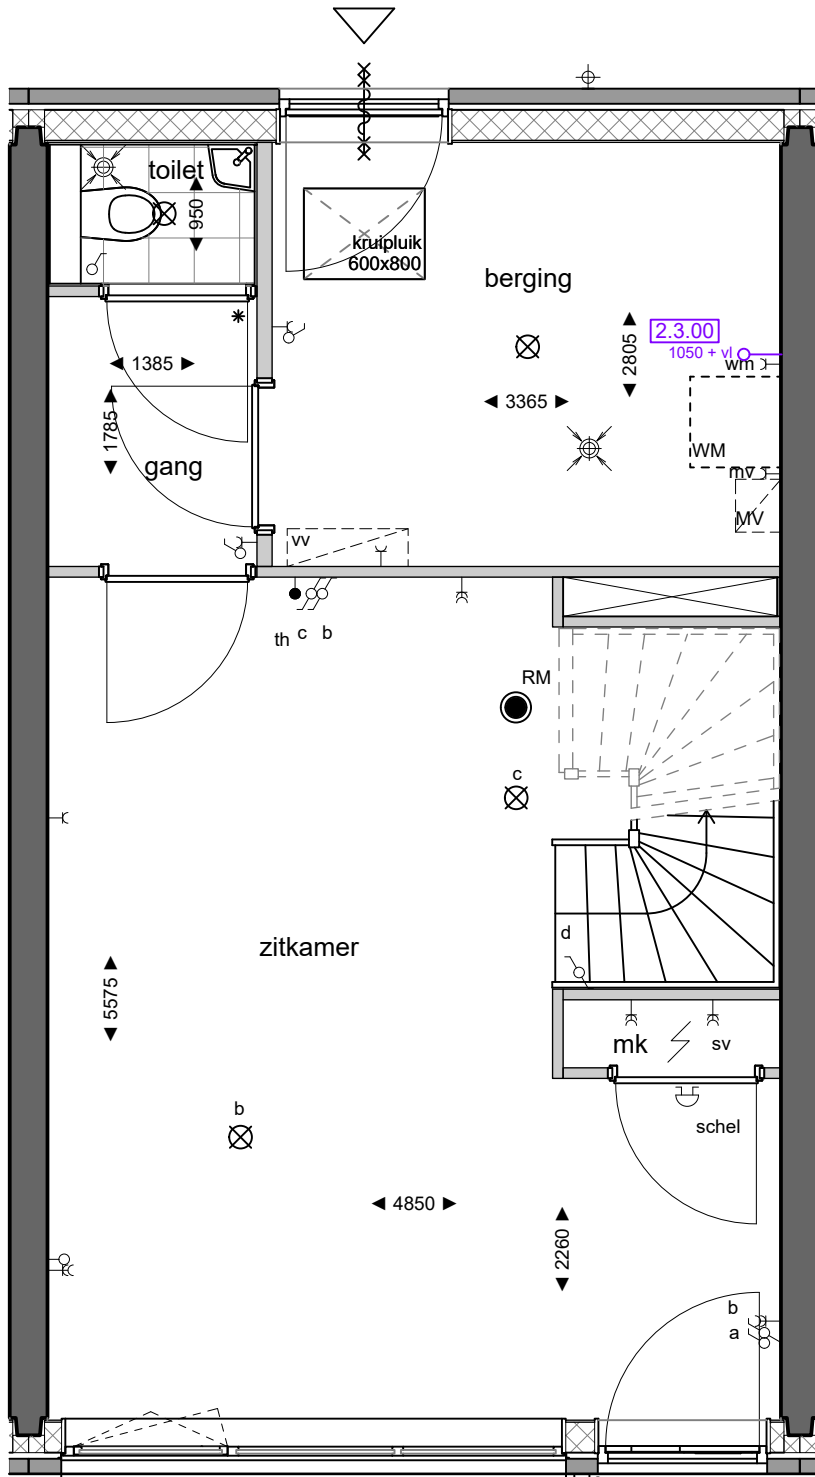 toilet
950
kruipluik
600x800
berging
2.3.00
1050 + vl
wm
2805
1385
3365
1785
gang
WM
mv
MV
vv
th c b
RM
c
zitkamer
d
5575
mk
sv
b
schel
4850
2260
b
a